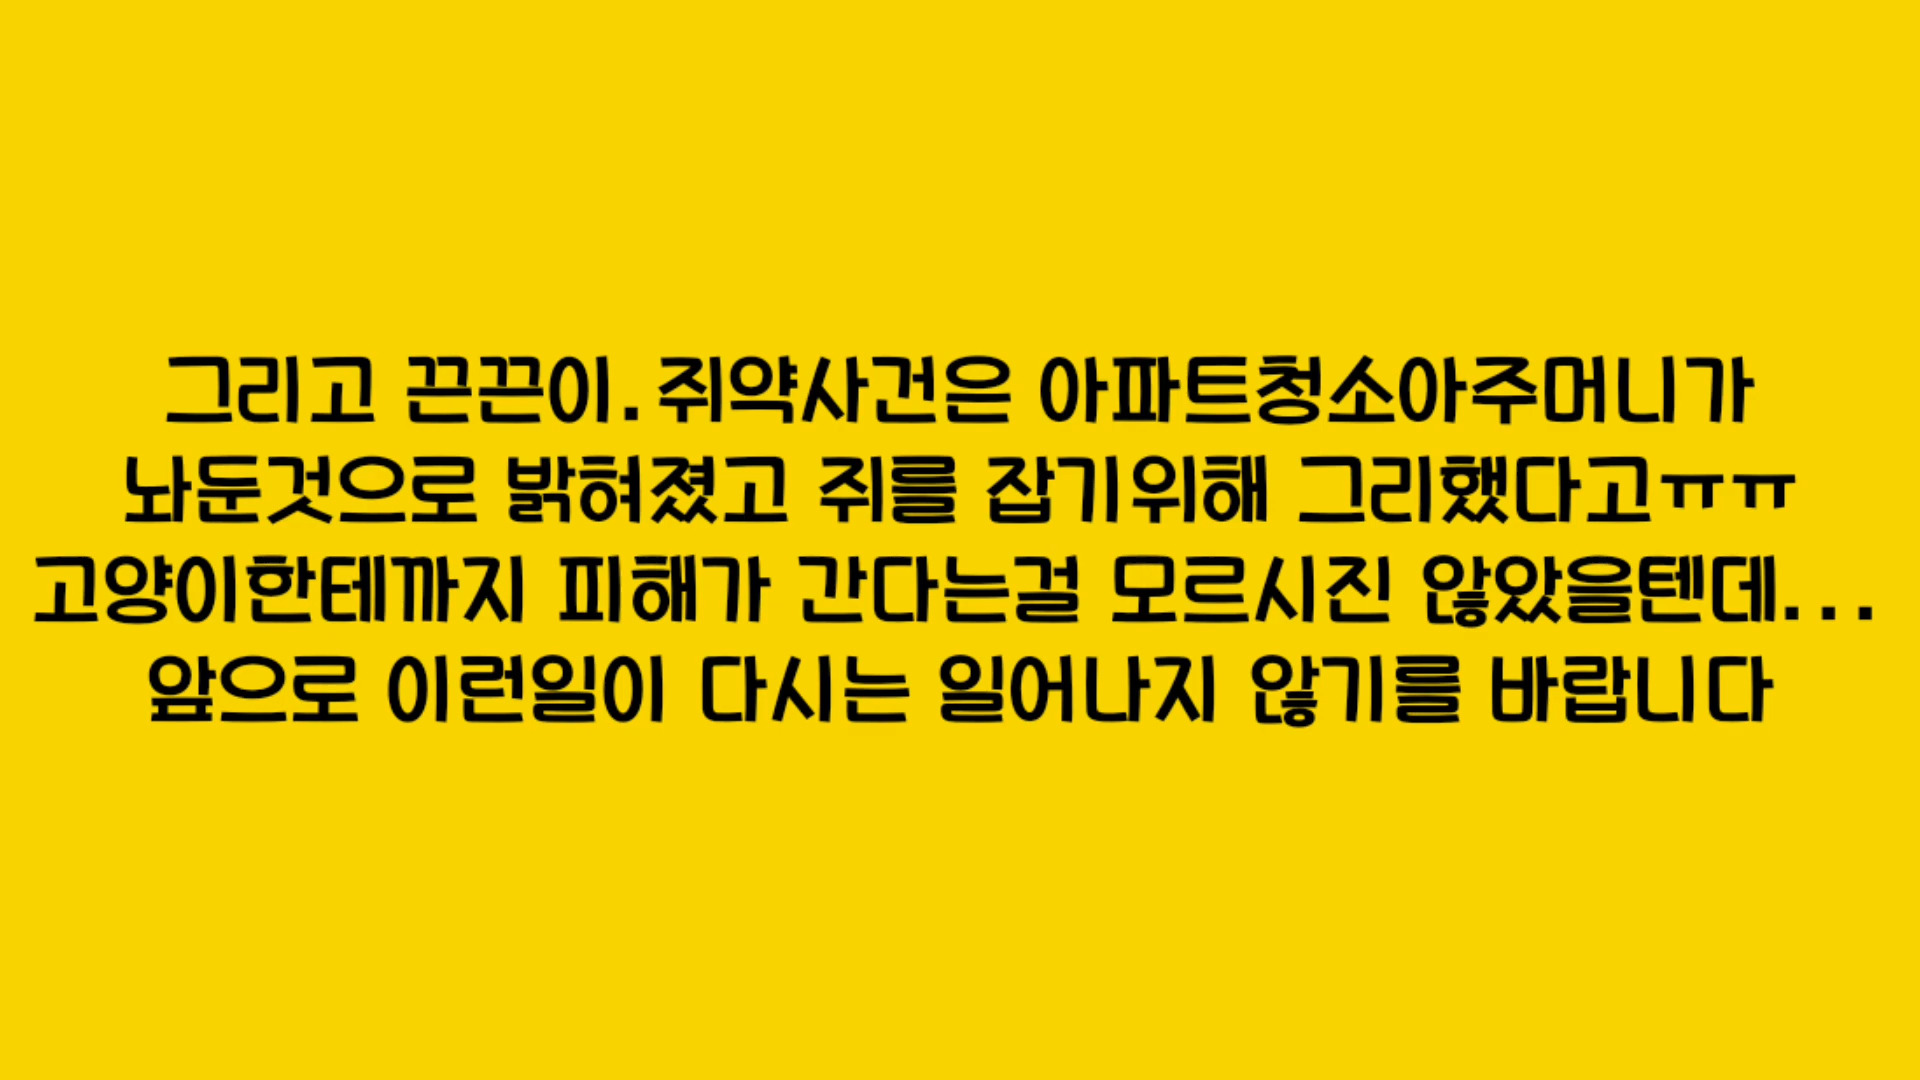 그리고 끈끈이.쥐약사건은 아파트청소아주머니가
놔둔것으로 밝혀졌고 쥐를 잡기위해 그리했다고ㅠㅠ
고양이한테까지 피해가 간다는걸 모르시진 않았을텐데...
앞으로 이런일이 다시는 일어나지 않기를 바랍니다